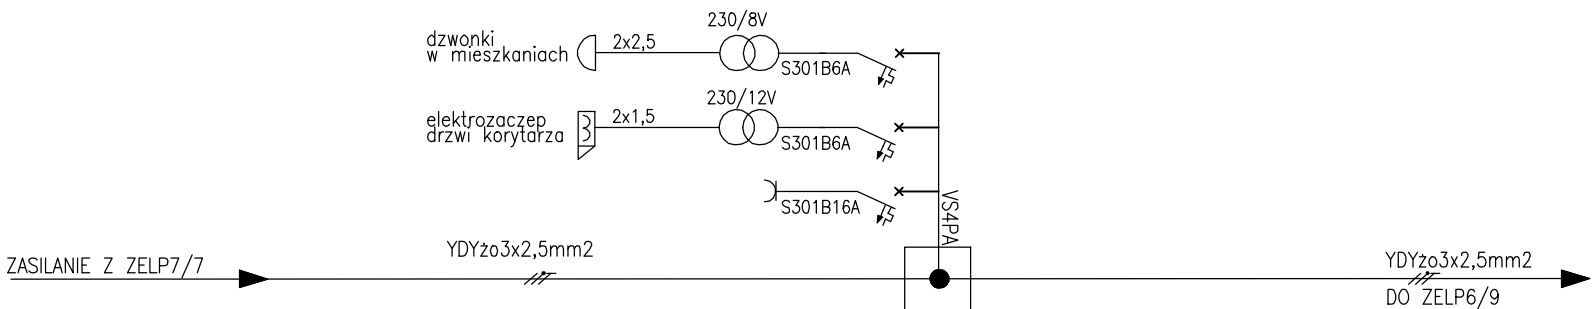 230/8V
dzwonki
w mieszkaniach
2x2,5
S301B6A
230/12V
elektrozaczep
drzwi korytarza
2x1,5
S301B6A
S301B16A
VS4PA
ZASILANIE Z ZELP7/7
YDYżo3x2,5mm2
YDYżo3x2,5mm2
DO ZELP6/9